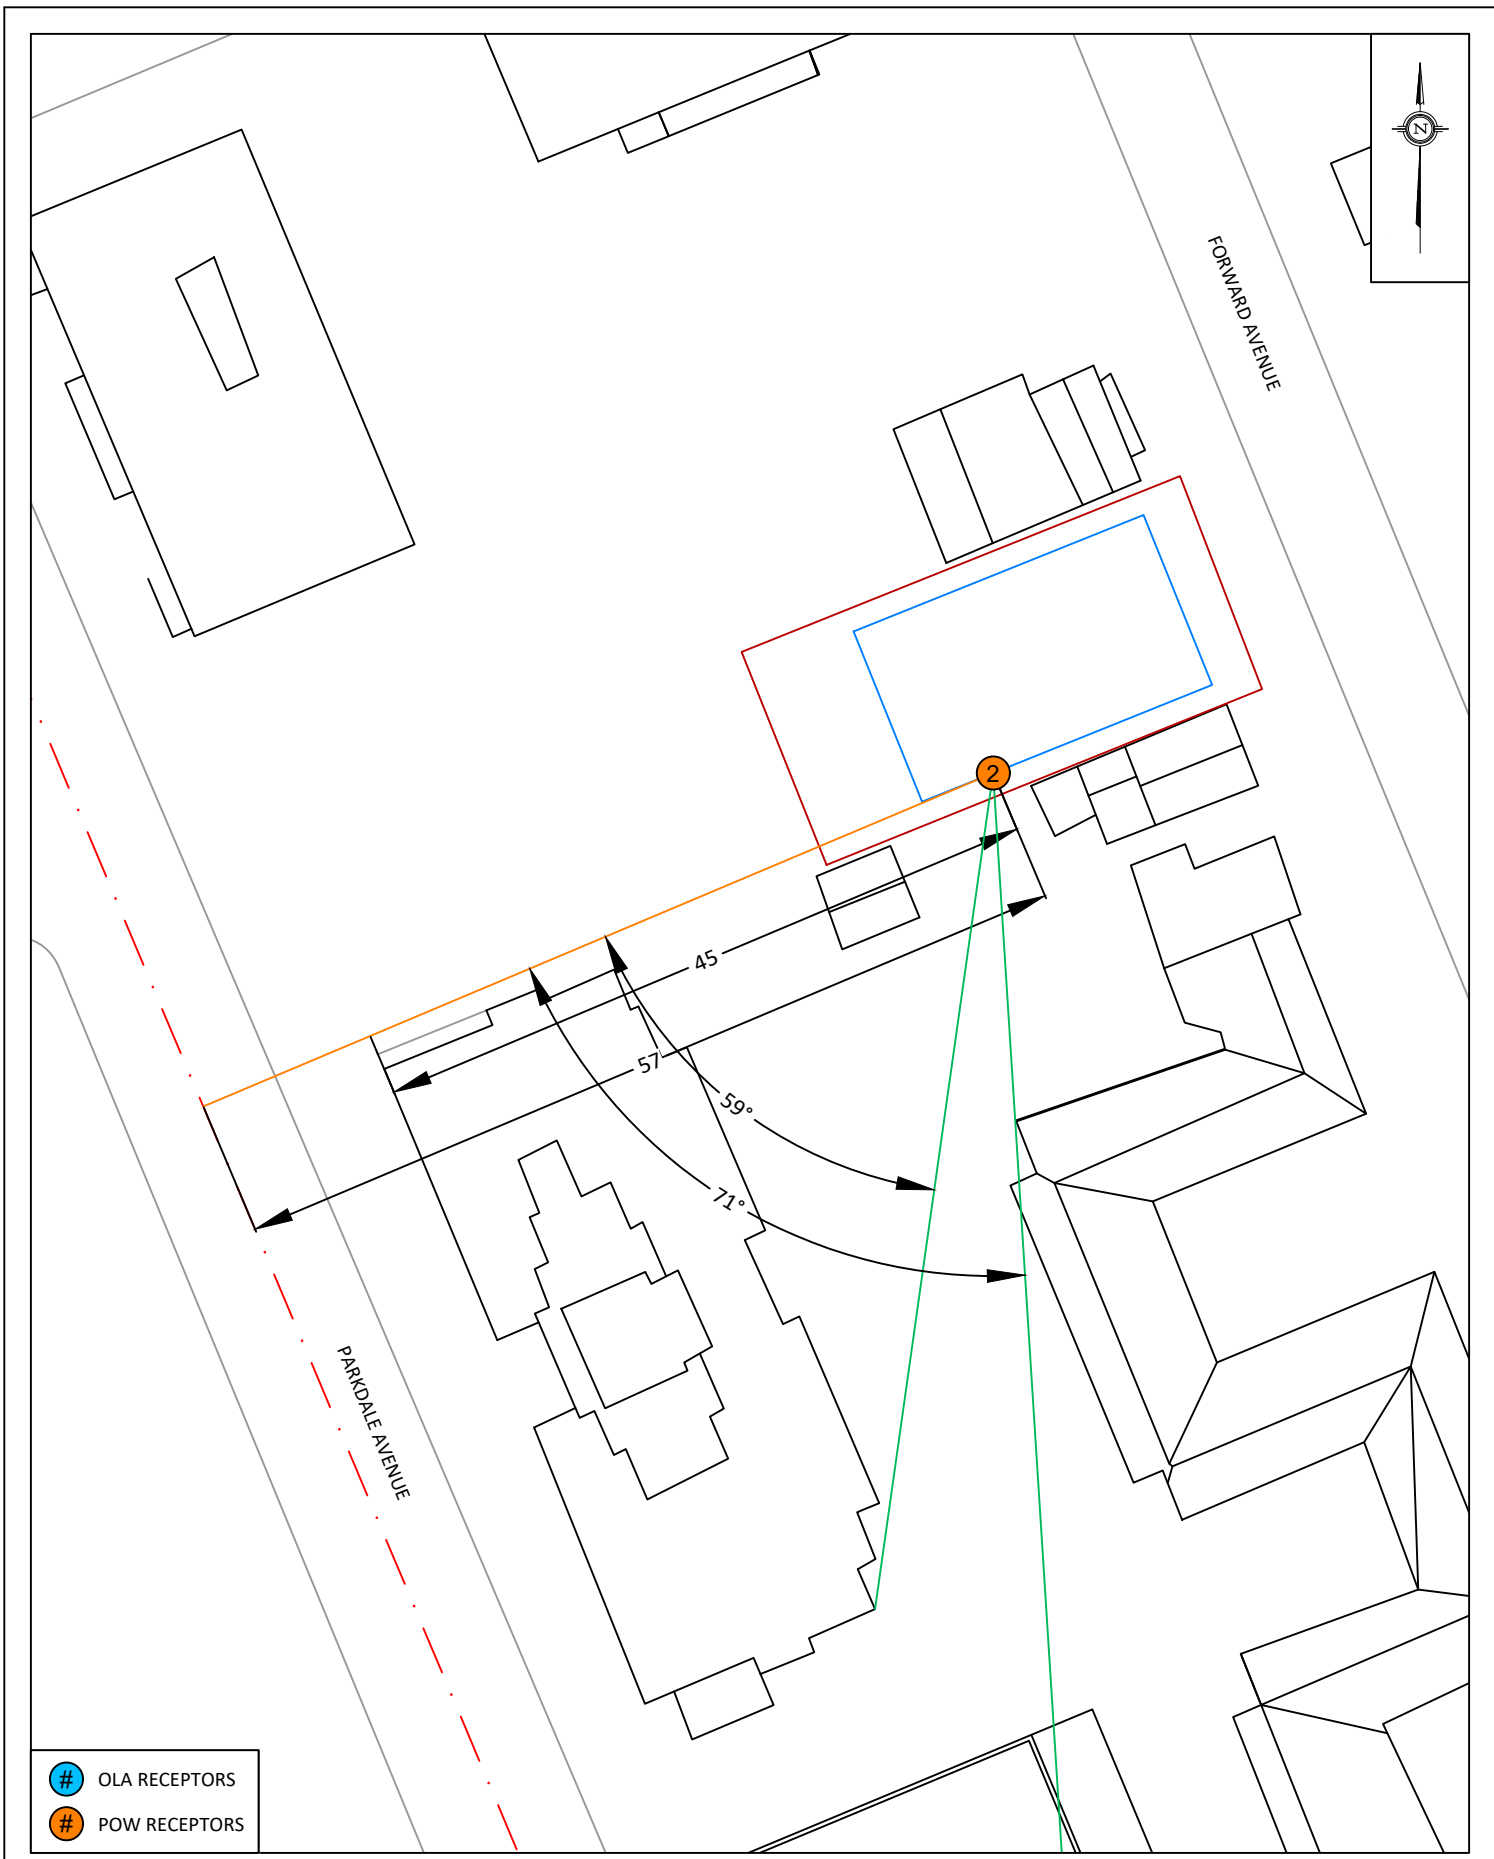 N
FORWARD AVENUE
2
45
57
59°
71°
PARKDALE AVENUE
# OLA RECEPTORS
# POW RECEPTORS